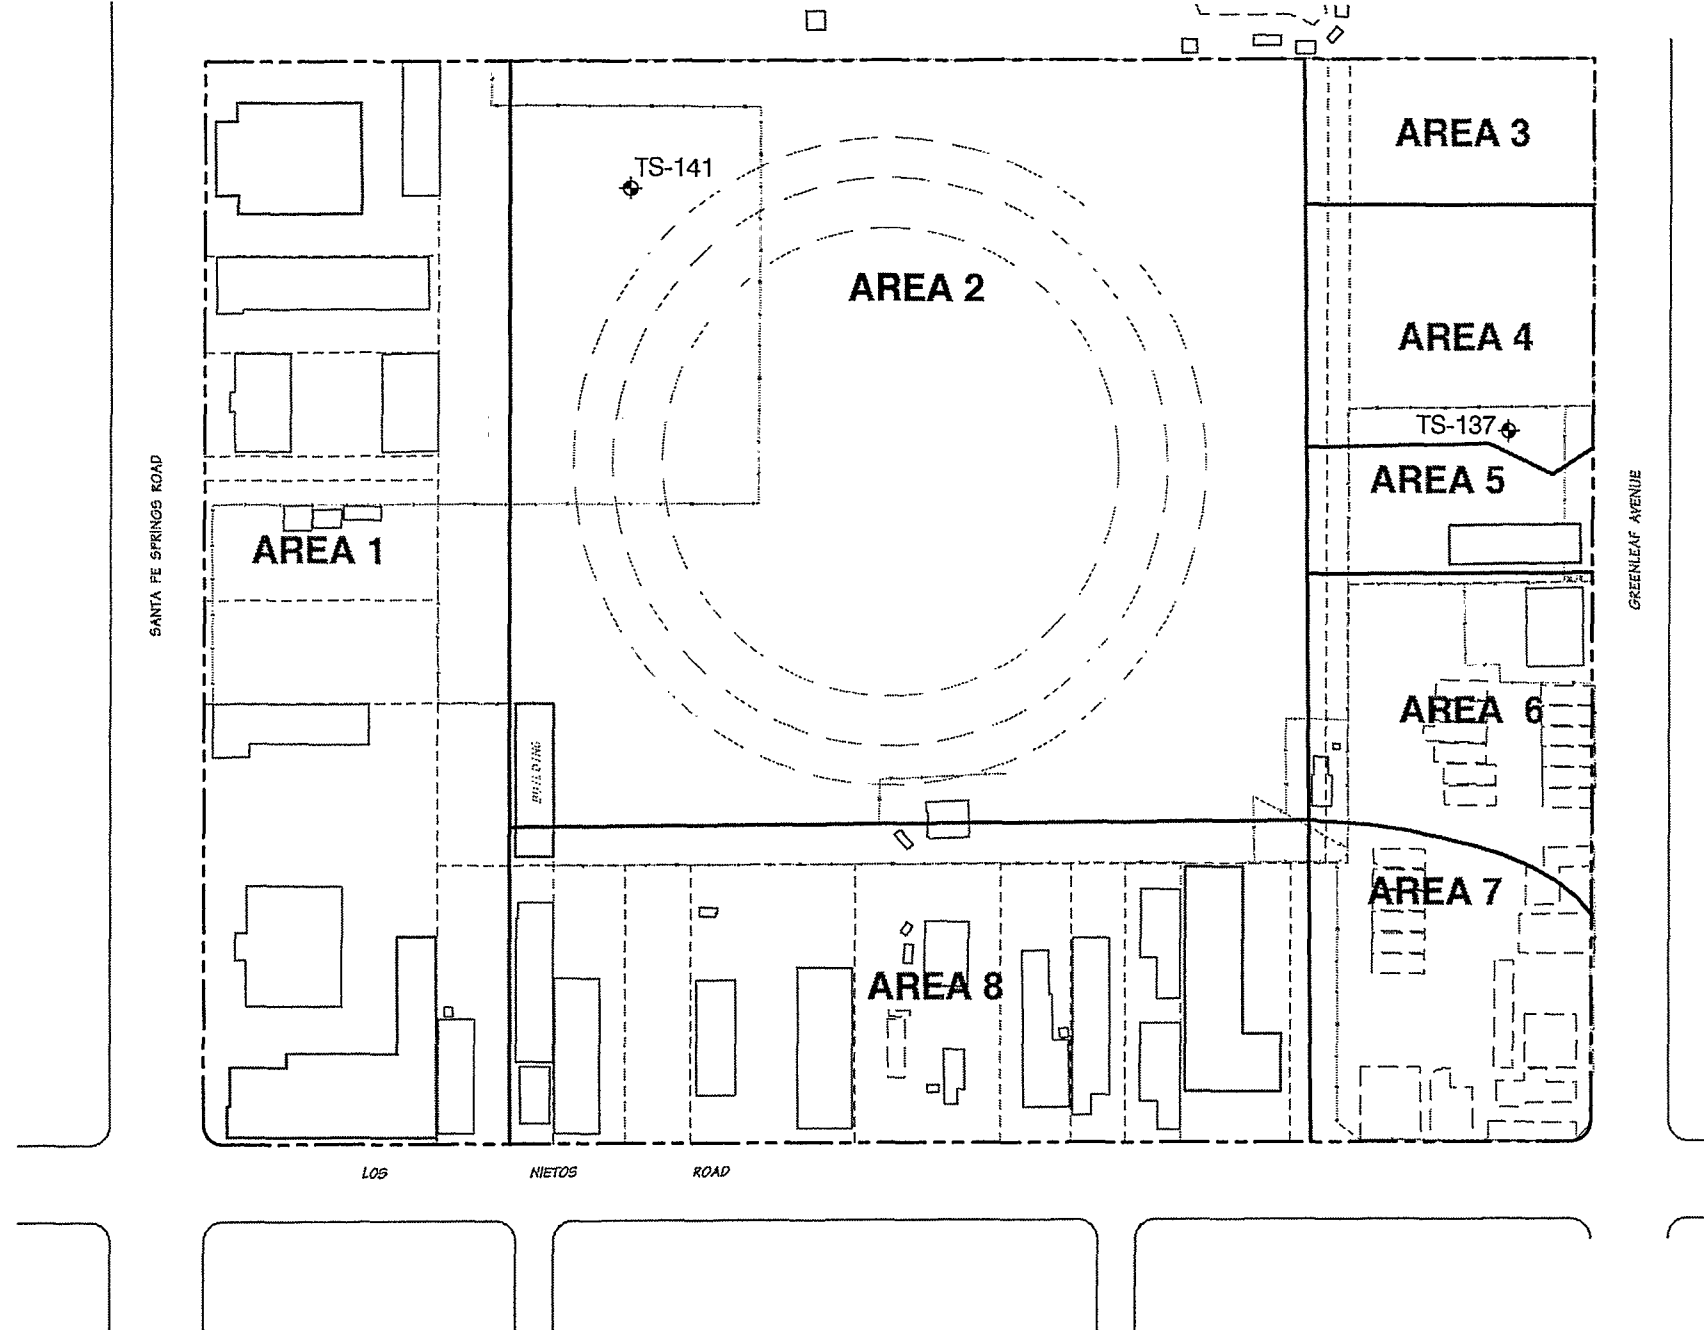 AREA 3
TS-141
AREA 2
AREA 4
TS-137
AREA 5
SANTA FE SPRINGS ROAD
GREENLEAF AVENUE
AREA 1
AREA 6
BUILDING
AREA 7
AREA 8
LOS NIETOS ROAD